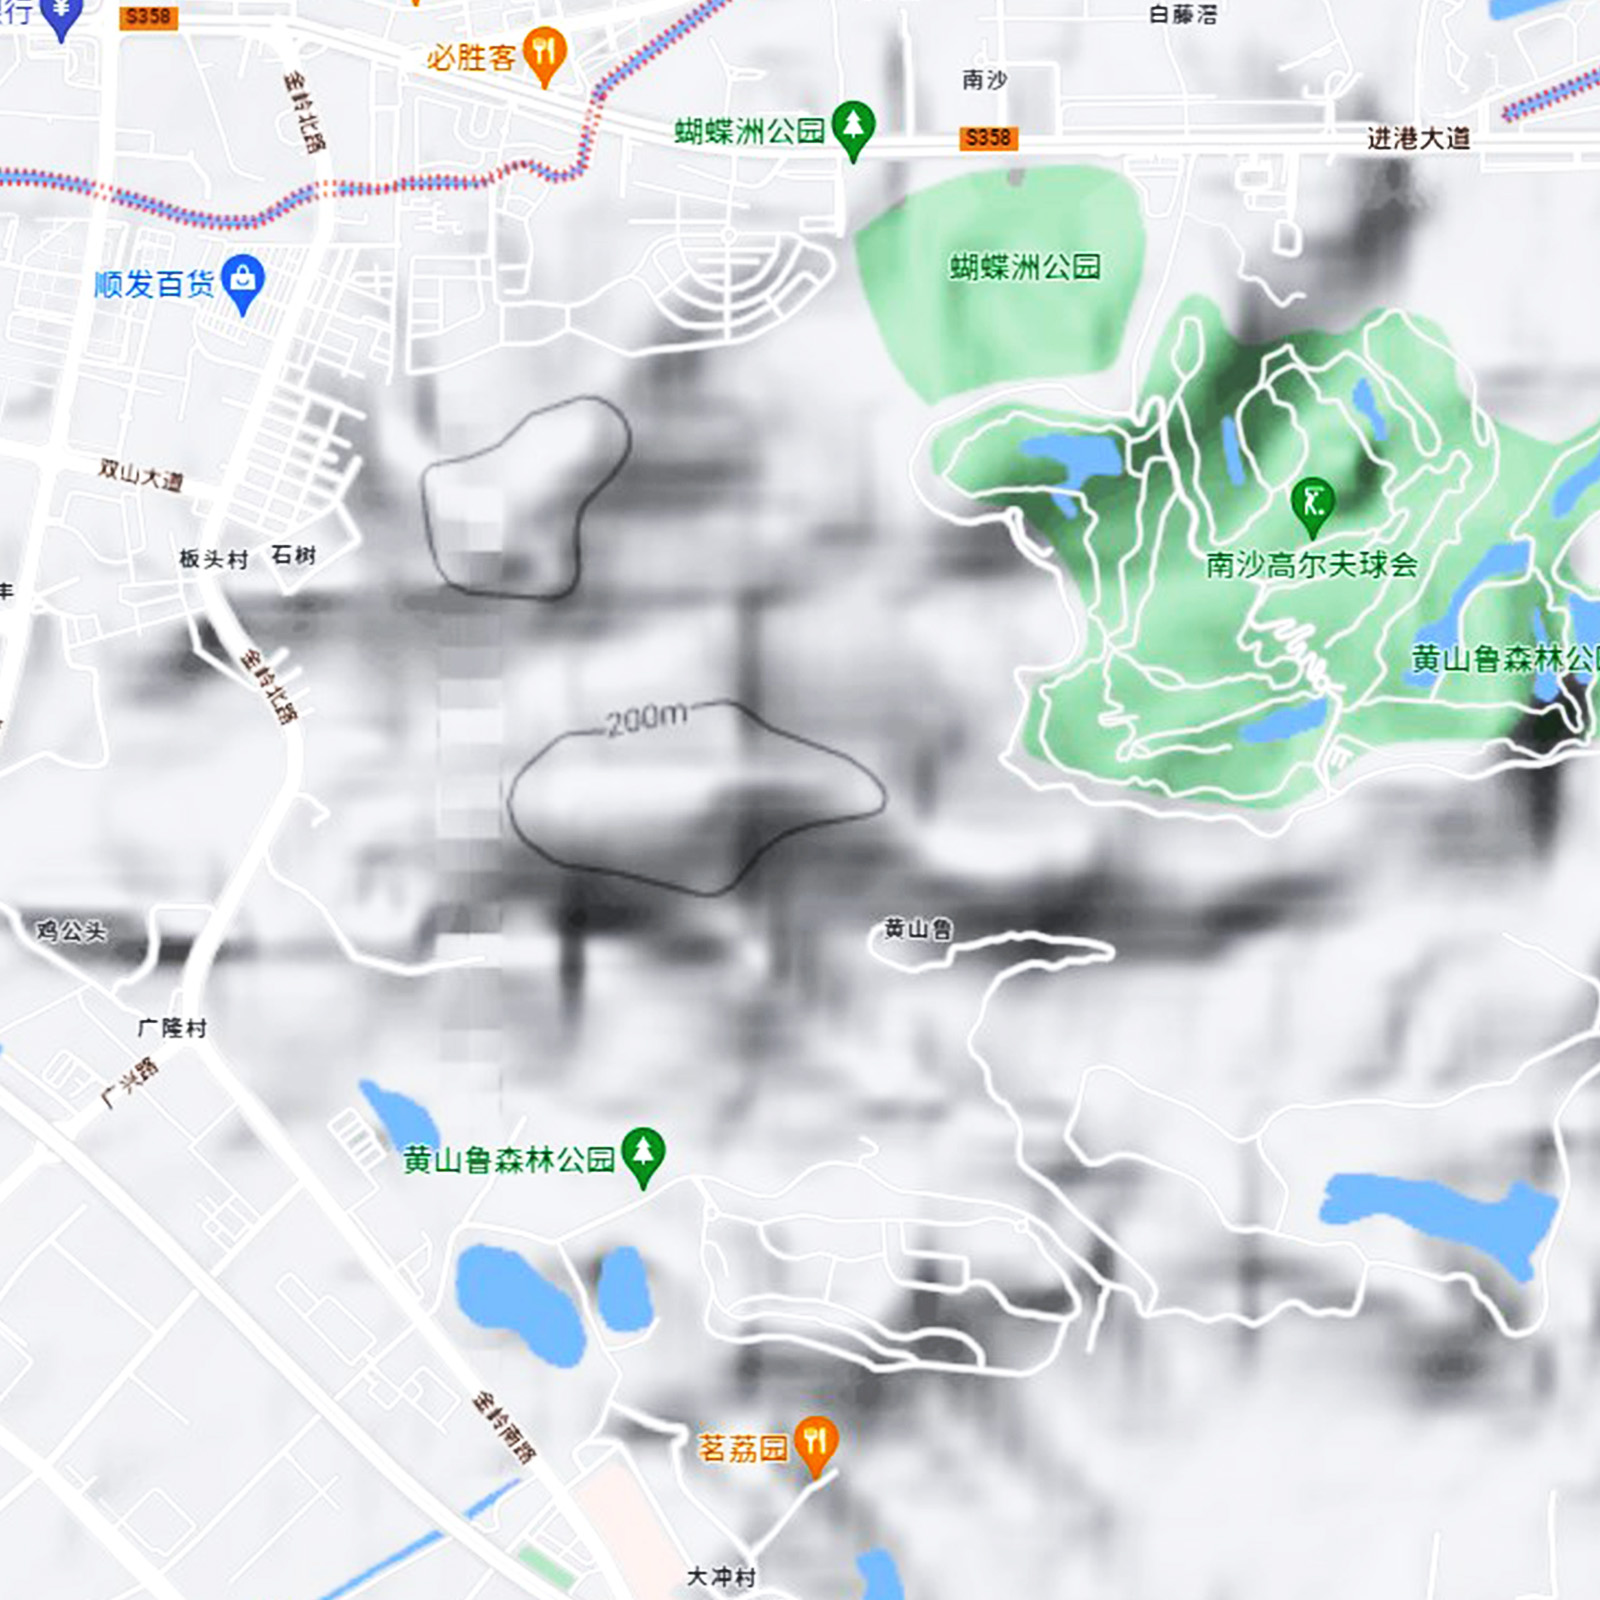 行
¥
S358
必胜客
白藤滘
南沙
金岭北路
蝴蝶洲公园
S358
进港大道
蝴蝶洲公园
顺发百货
双山大道
板头村
石树
丰
南沙高尔夫球会
金岭北路
黄山鲁森林公园
200m
鸡公头
黄山鲁
广隆村
广兴路
黄山鲁森林公园
金岭南路
茗荔园
大冲村